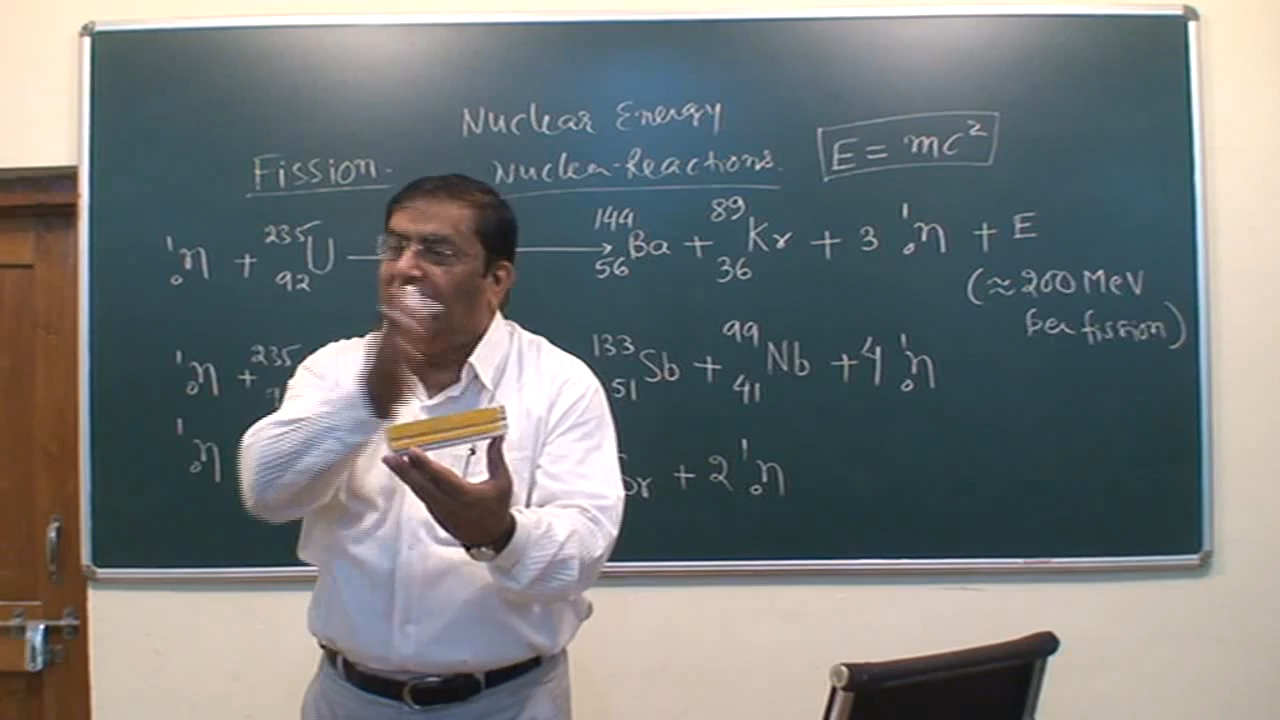 Nuclear Energy
Fission. Nuclear-Reactions. E = mc²
¹₀n + ²³⁵₉₂U → ¹⁴⁴₅₆Ba + ⁸⁹₃₆Kr + 3 ¹₀n + E
(≈ 200 MeV
per fission)
¹₀n + ²³⁵ ¹³³₅₁Sb + ⁹⁹₄₁Nb + 4 ¹₀n
¹₀n Sr + 2 ¹₀n